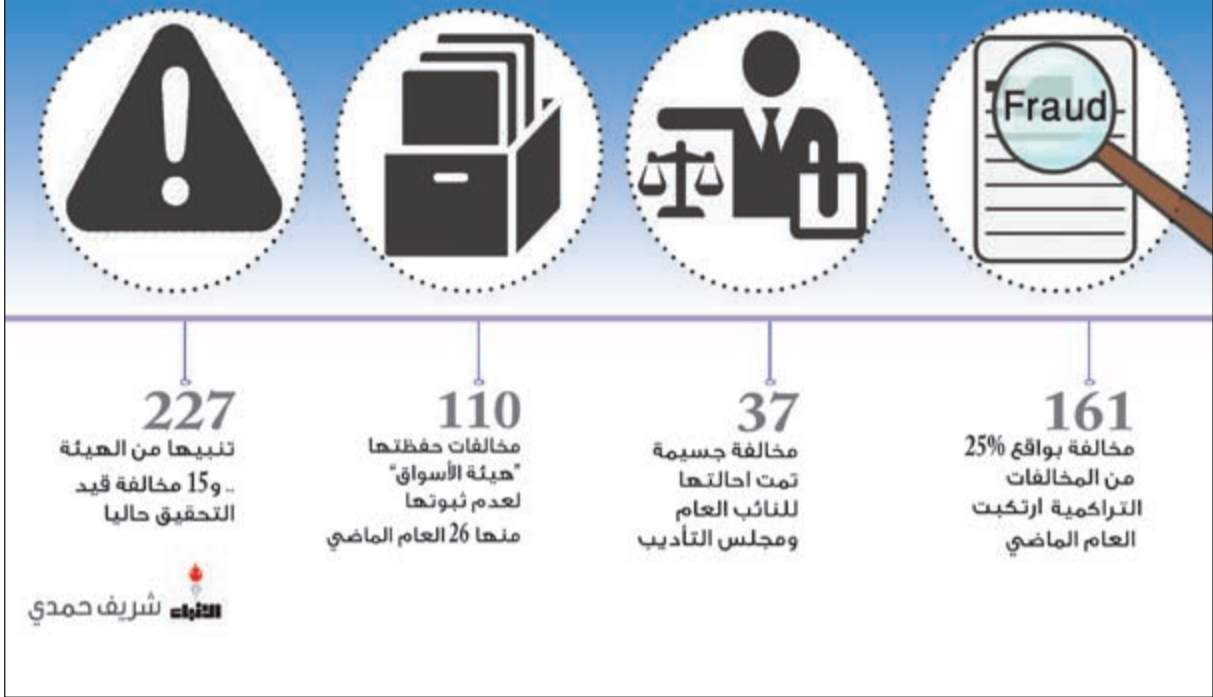 Fraud
161
مخالفة بواقع 25%
من المخالفات
التراكمية ارتكبت
العام الماضي
37
مخالفة جسيمة
تمت احالتها
للنائب العام
ومجلس التأديب
110
مخالفات حفظتها
"هيئة الأسواق"
لعدم ثبوتها
منها 26 العام الماضي
227
تنبيها من الهيئة
.. و15 مخالفة قيد
التحقيق حاليا
الأنباء شريف حمدي